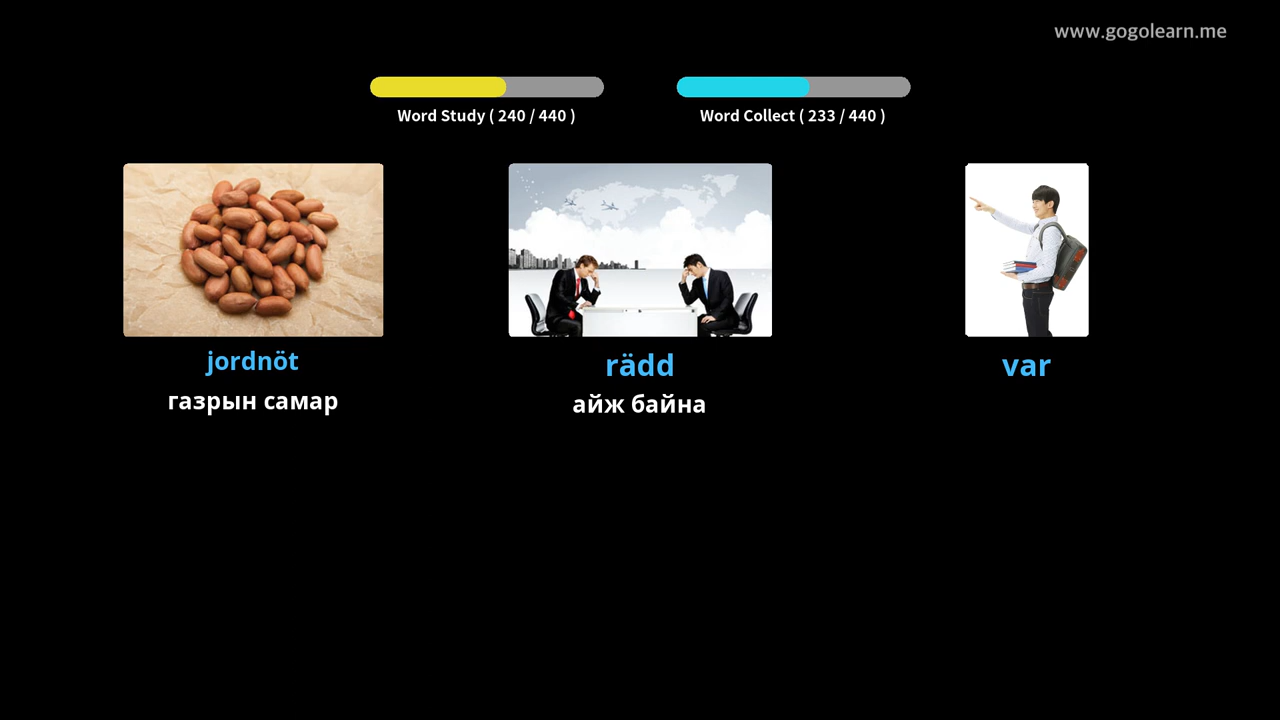 www.gogolearn.me
Word Study ( 240 / 440 )
Word Collect ( 233 / 440 )
jordnöt
rädd
var
газрын самар
айж байна